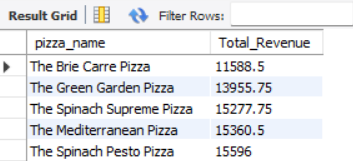 Result Grid Filter Rows:
pizza_name Total_Revenue
The Brie Carre Pizza 11588.5
The Green Garden Pizza 13955.75
The Spinach Supreme Pizza 15277.75
The Mediterranean Pizza 15360.5
The Spinach Pesto Pizza 15596